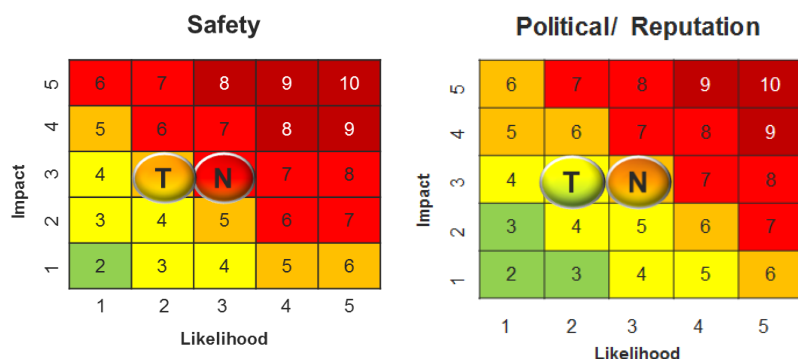 Safety
Impact
5 6 7 8 9 10
4 5 6 7 8 9
3 4 T N 7 8
2 3 4 5 6 7
1 2 3 4 5 6
1 2 3 4 5
Likelihood
Political/ Reputation
Impact
5 6 7 8 9 10
4 5 6 7 8 9
3 4 T N 7 8
2 3 4 5 6 7
1 2 3 4 5 6
1 2 3 4 5
Likelihood